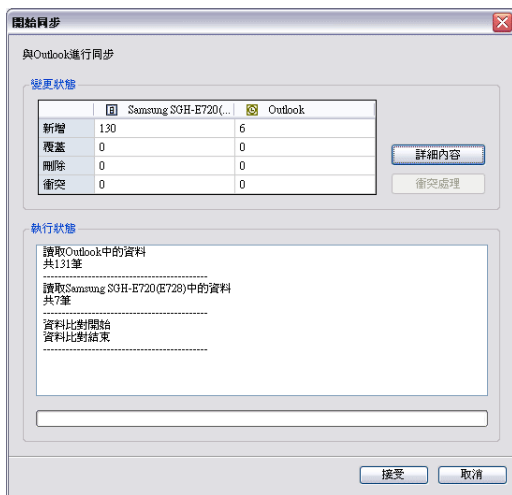 開始同步
與Outlook進行同步
變更狀態
Samsung SGH-E720(... Outlook
新增 130 6
覆蓋 0 0
刪除 0 0
衝突 0 0
詳細內容
衝突處理
執行狀態
讀取Outlook中的資料
共131筆
----------------------------------------
讀取Samsung SGH-E720(E728)中的資料
共7筆
----------------------------------------
資料比對開始
資料比對結束
----------------------------------------
接受 取消